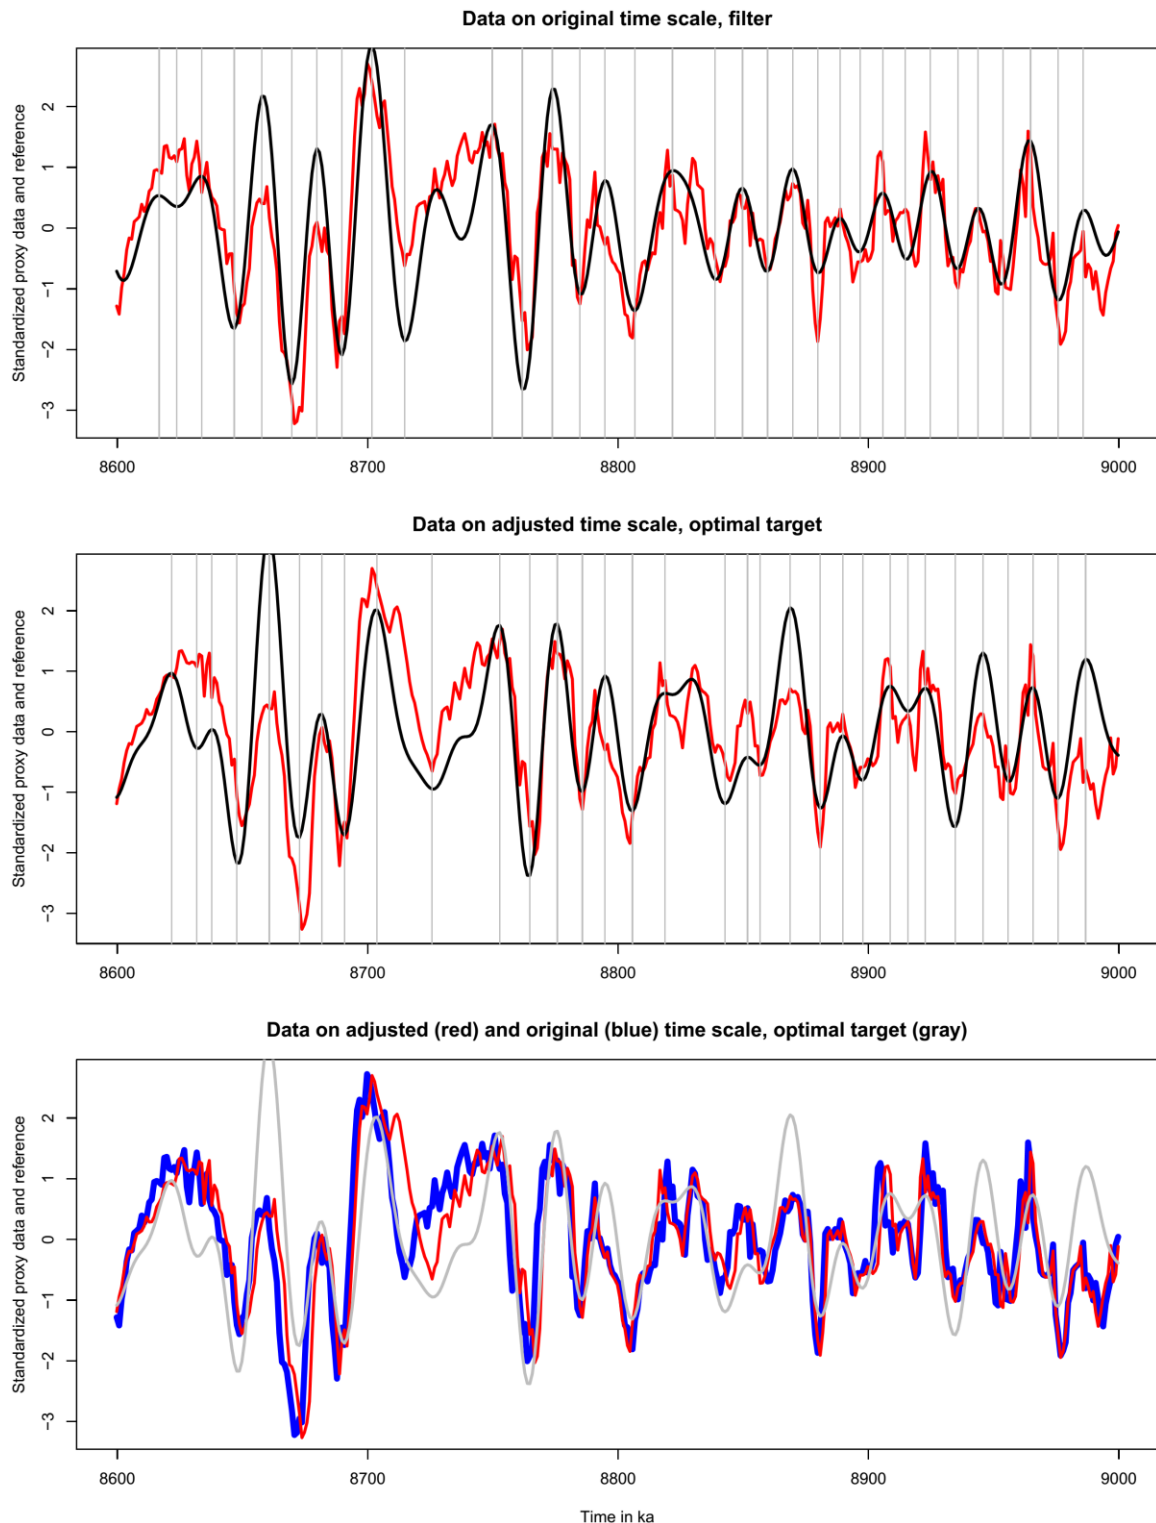 Data on original time scale, filter
Standardized proxy data and reference
2
1
0
−1
−2
−3
8600 8700 8800 8900 9000
Data on adjusted time scale, optimal target
Standardized proxy data and reference
2
1
0
−1
−2
−3
8600 8700 8800 8900 9000
Data on adjusted (red) and original (blue) time scale, optimal target (gray)
Standardized proxy data and reference
2
1
0
−1
−2
−3
8600 8700 8800 8900 9000
Time in ka